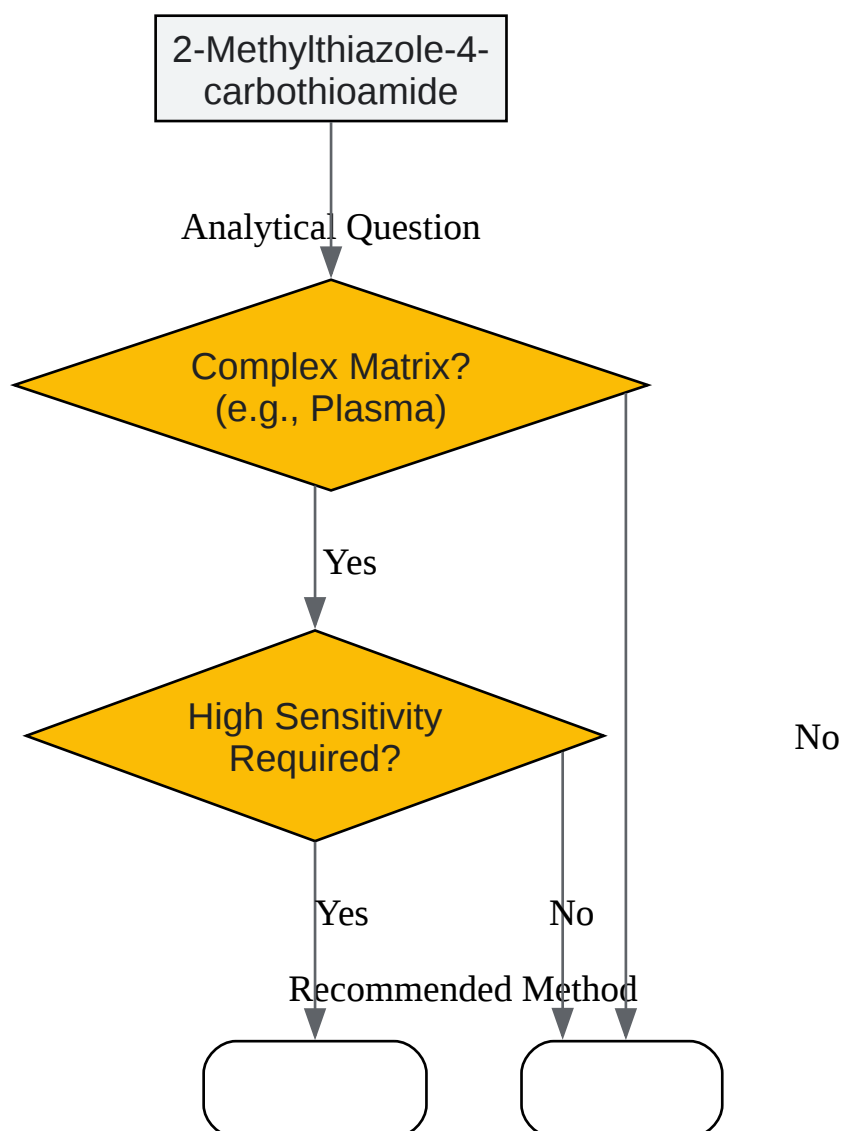 2-Methylthiazole-4-
carbothioamide
Analytical Question
Complex Matrix?
(e.g., Plasma)
Yes
High Sensitivity
Required?
No
Yes
No
Recommended Method